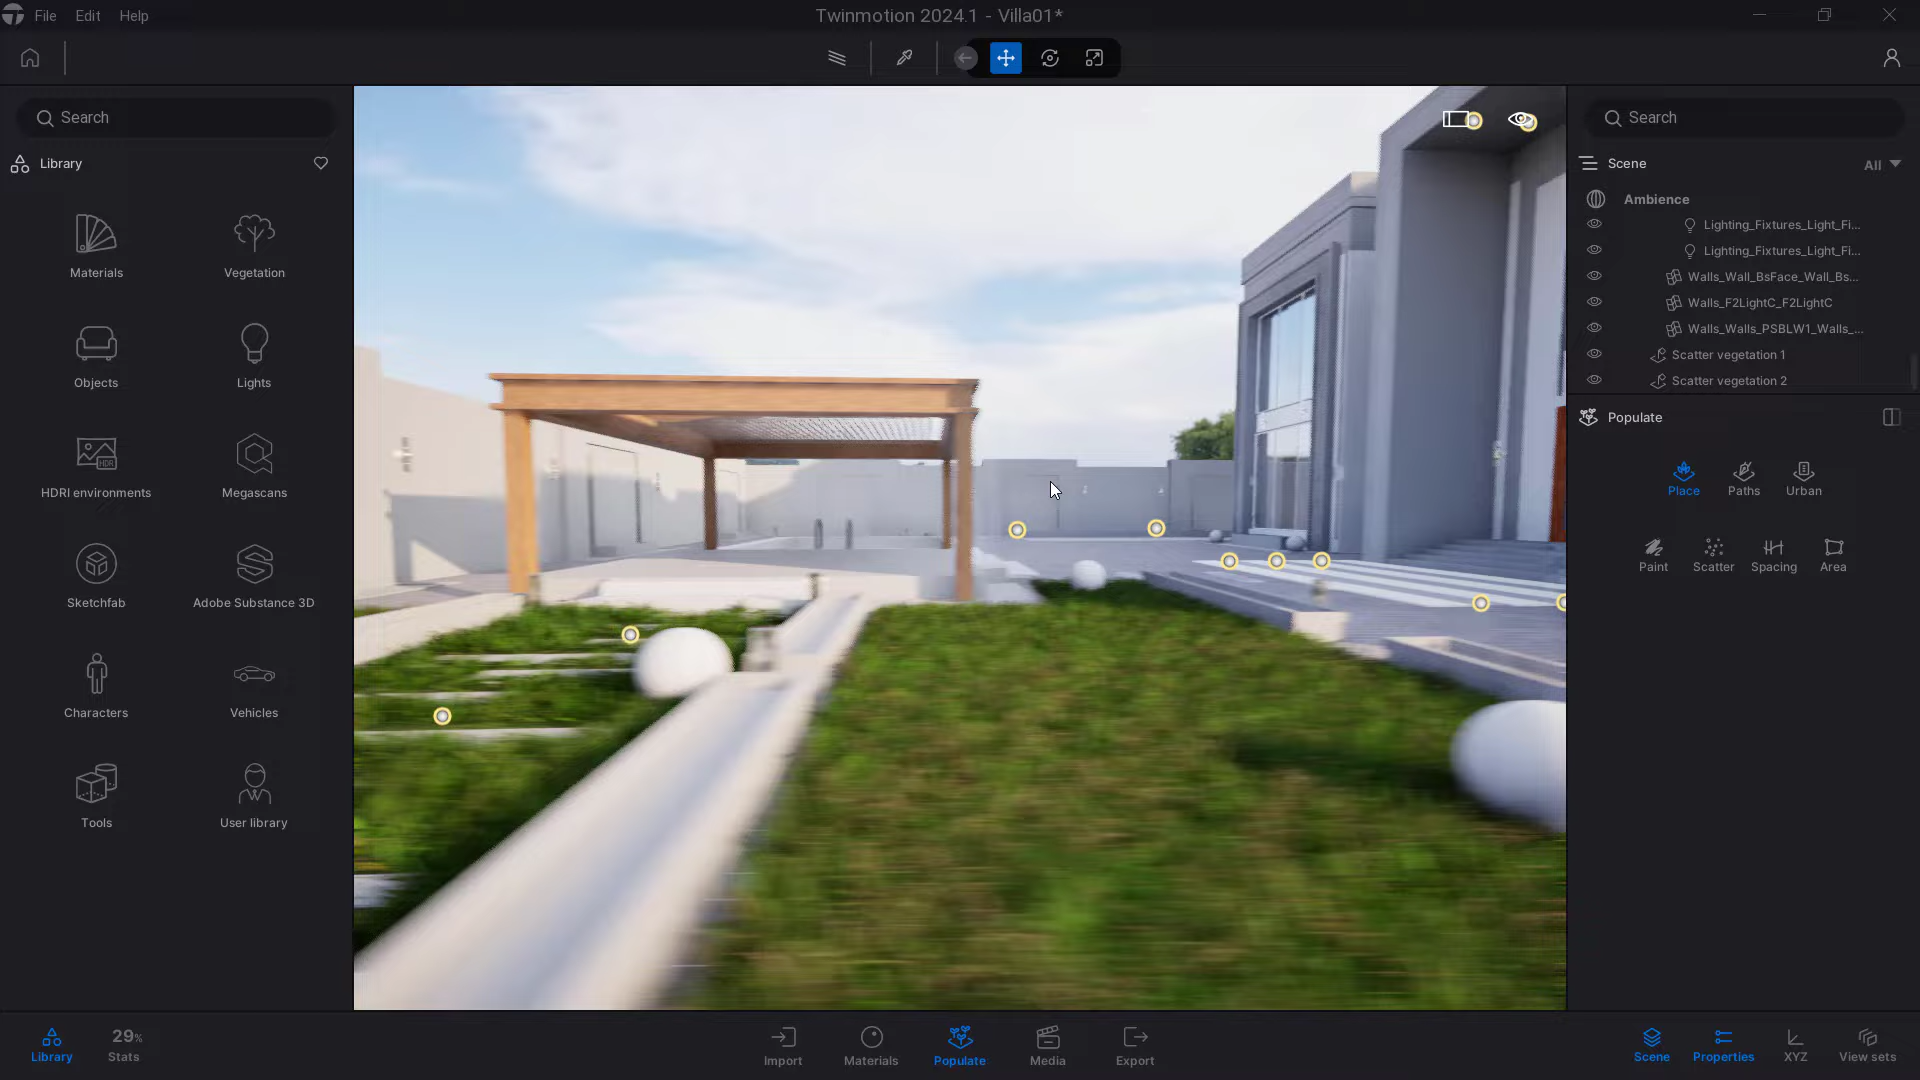 File Edit Help
Twinmotion 2024.1 - Villa01*
Search
Library
Materials
Vegetation
Objects
Lights
HDRI environments
Megascans
Sketchfab
Adobe Substance 3D
Characters
Vehicles
Tools
User library
Search
Scene
All
Ambience
Lighting_Fixtures_Light_Fi...
Lighting_Fixtures_Light_Fi...
Walls_Wall_BsFace_Wall_Bs...
Walls_F2LightC_F2LightC
Walls_Walls_PSBLW1_Walls_...
Scatter vegetation 1
Scatter vegetation 2
Populate
Place
Paths
Urban
Paint
Scatter
Spacing
Area
Library
29%
Stats
Import
Materials
Populate
Media
Export
Scene
Properties
XYZ
View sets
HDR